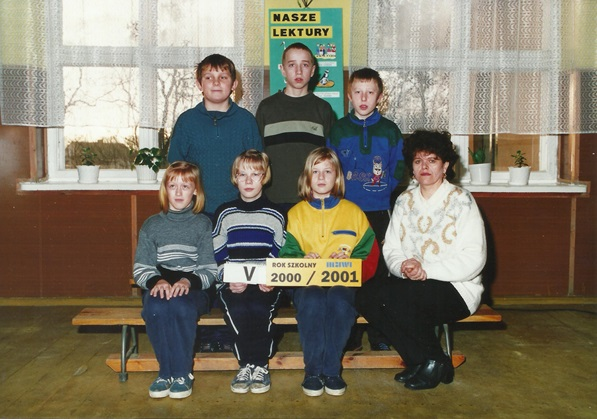 NASZE
LEKTURY
V
ROK SZKOLNY
2000 / 2001